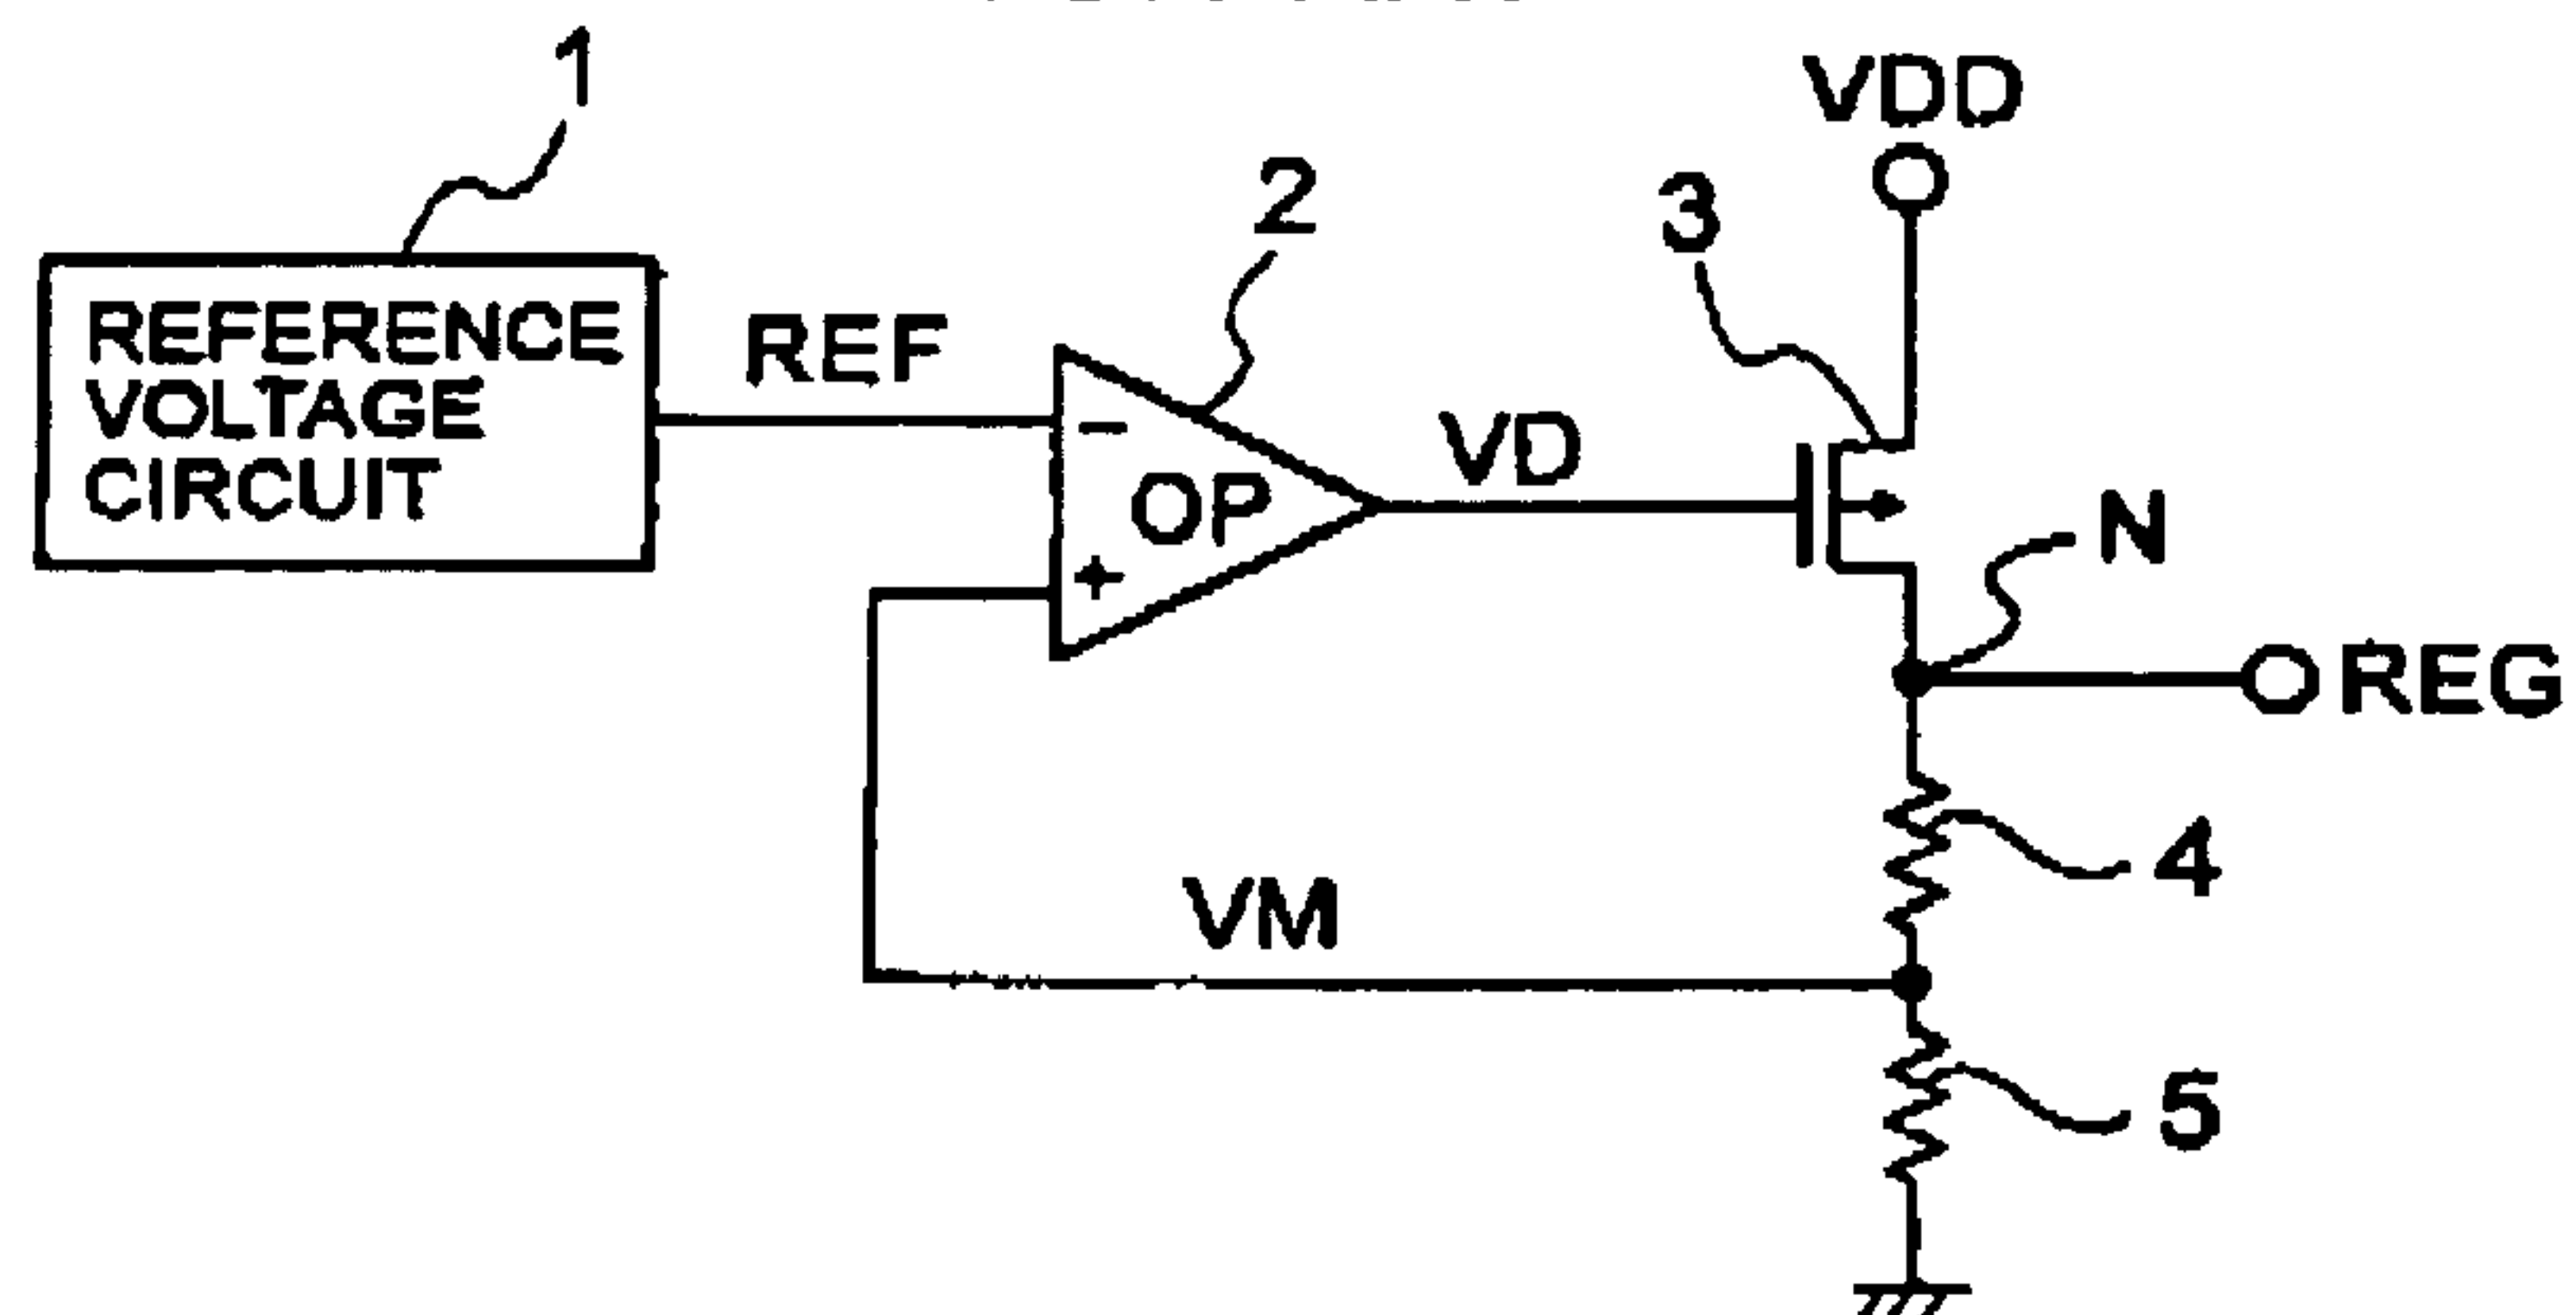 1
VDD
2
3
REFERENCE
VOLTAGE
CIRCUIT
REF
−
OP
+
VD
N
REG
VM
4
5